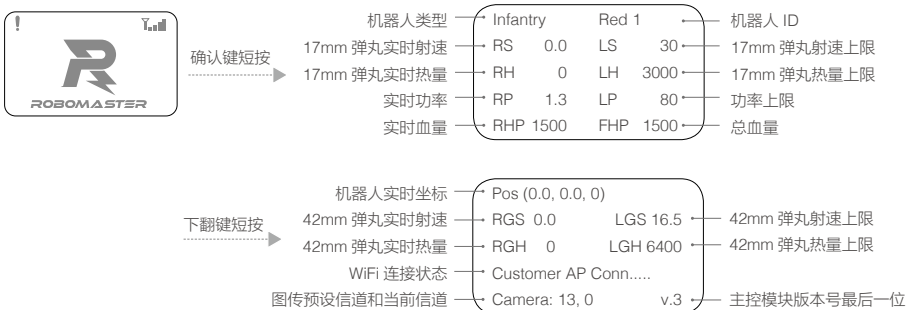 机器人类型 Infantry Red 1 机器人 ID
17mm 弹丸实时射速 RS 0.0 LS 30 17mm 弹丸射速上限
确认键短按
17mm 弹丸实时热量 RH 0 LH 3000 17mm 弹丸热量上限
实时功率 RP 1.3 LP 80 功率上限
ROBOMASTER
实时血量 RHP 1500 FHP 1500 总血量
机器人实时坐标 Pos (0.0, 0.0, 0)
下翻键短按
42mm 弹丸实时射速 RGS 0.0 LGS 16.5 42mm 弹丸射速上限
42mm 弹丸实时热量 RGH 0 LGH 6400 42mm 弹丸热量上限
WiFi 连接状态 Customer AP Conn.....
图传预设信道和当前信道 Camera: 13, 0 v.3 主控模块版本号最后一位